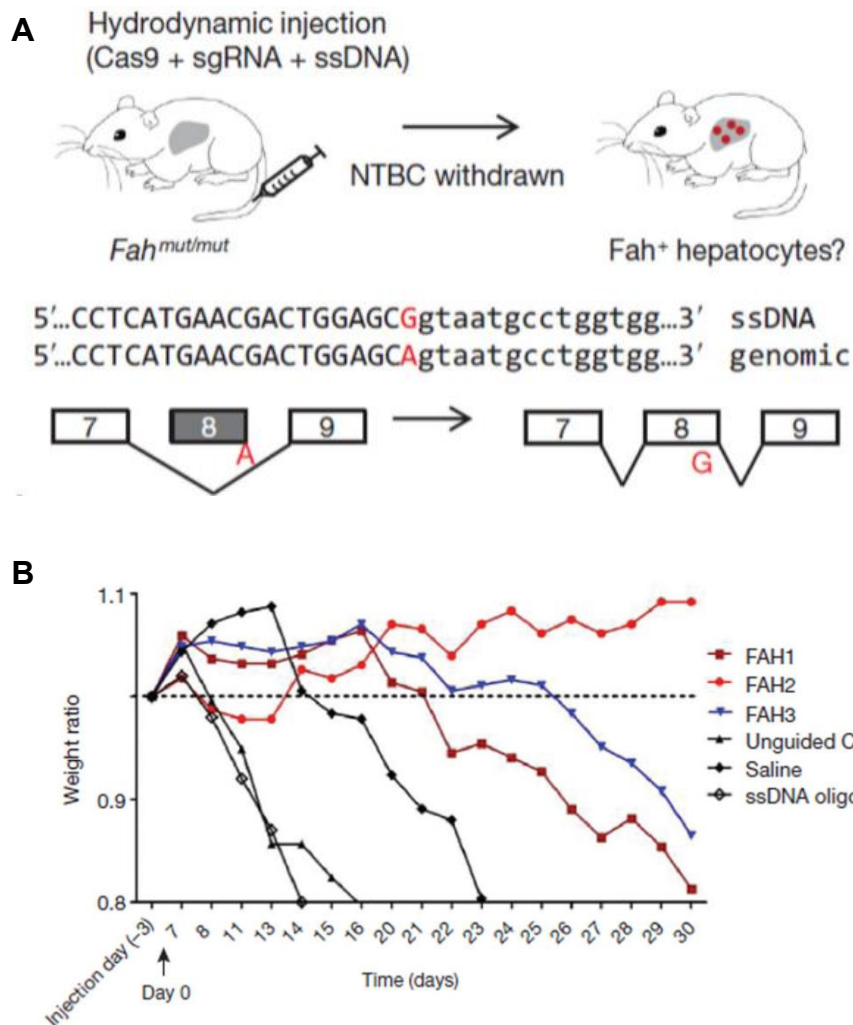 A
Hydrodynamic injection
(Cas9 + sgRNA + ssDNA)
NTBC withdrawn
Fah^mut/mut
Fah⁺ hepatocytes?
5′…CCTCATGAACGACTGGAGCGgtaatgcctggtgg…3′ ssDNA
5′…CCTCATGAACGACTGGAGCAgtaatgcctggtgg…3′ genomic
7 8 9 7 8 9
A G
B
1.1
0.9
0.8
Weight ratio
FAH1
FAH2
FAH3
Unguided C
Saline
ssDNA oligo
Injection day (–3) 7 8 11 13 14 15 16 20 21 22 23 24 25 26 27 28 29 30
Day 0
Time (days)